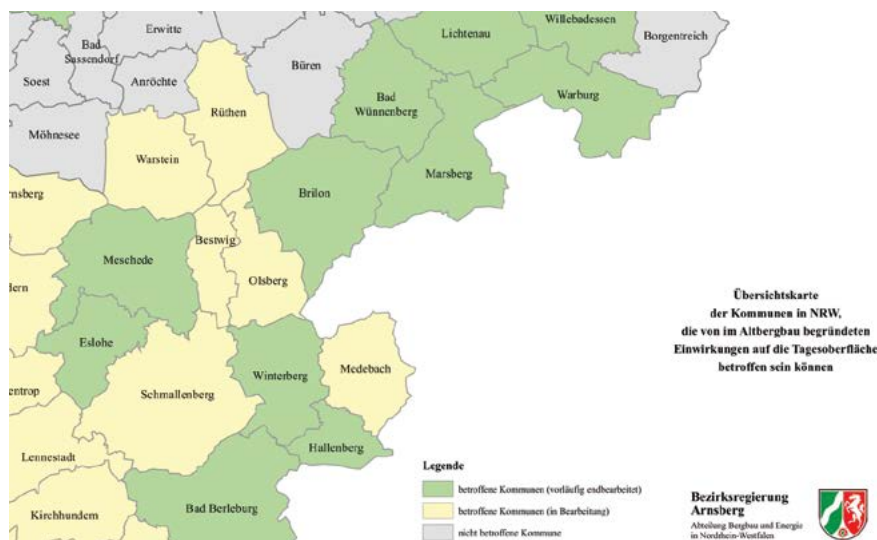 Erwitte
Lichtenau
Willebadessen
Bad
Sassendorf
Borgentreich
Soest
Anröchte
Büren
Bad
Wünnenberg
Warburg
Rüthen
Möhnesee
Warstein
Marsberg
Brilon
rnsberg
Bestwig
Meschede
Olsberg
dern
Eslohe
Medebach
Winterberg
entrop
Schmallenberg
Hallenberg
Lennestadt
Bad Berleburg
Kirchhundem
Übersichtskarte
der Kommunen in NRW,
die von im Altbergbau begründeten
Einwirkungen auf die Tagesoberfläche
betroffen sein können
Legende
betroffene Kommunen (vorläufig endbearbeitet)
betroffene Kommunen (in Bearbeitung)
nicht betroffene Kommune
Bezirksregierung
Arnsberg
Abteilung Bergbau und Energie
in Nordrhein-Westfalen